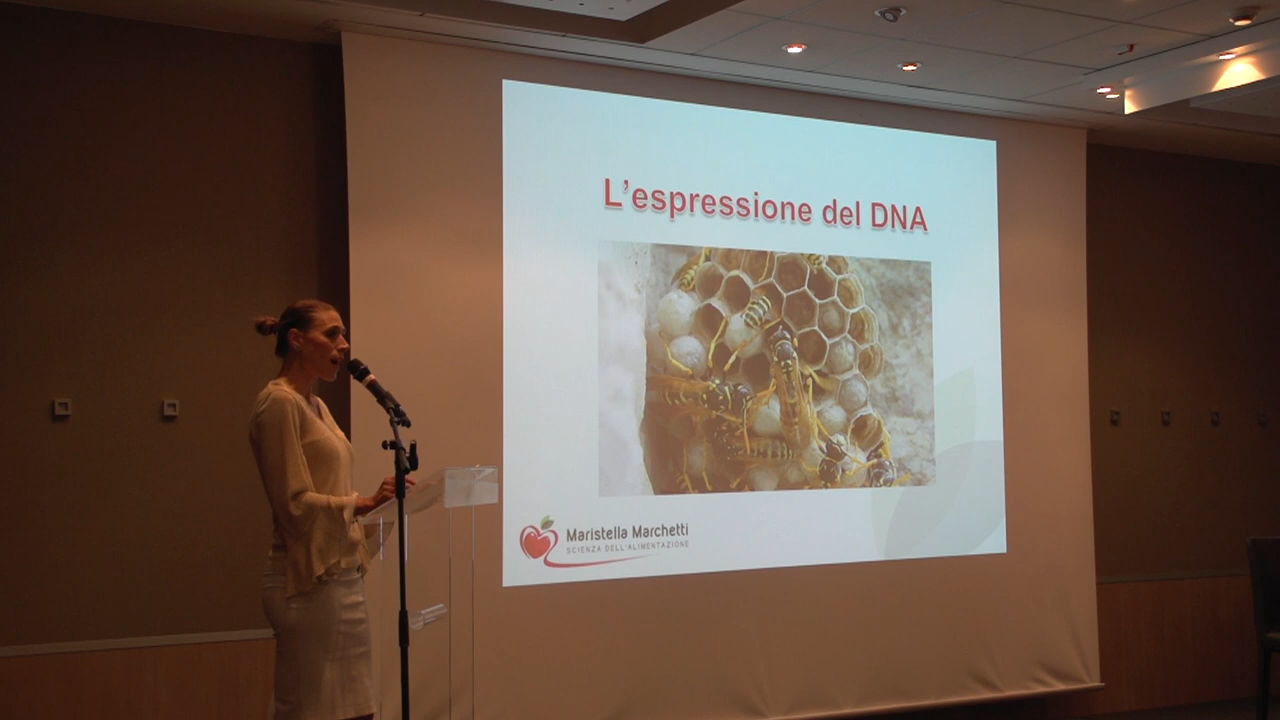 L'espressione del DNA
Maristella Marchetti
SCIENZA DELL'ALIMENTAZIONE